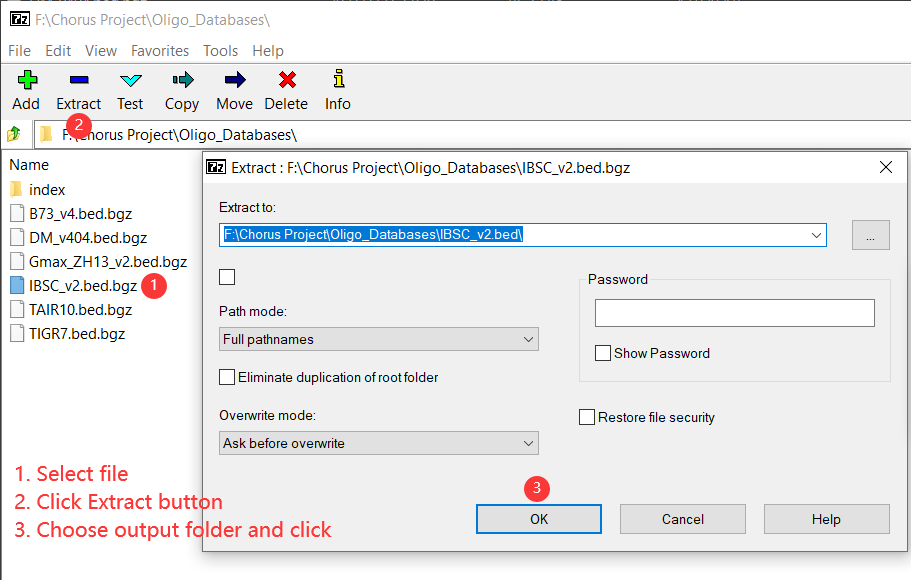 7z F:\Chorus Project\Oligo_Databases\
File Edit View Favorites Tools Help
Add Extract Test Copy Move Delete Info
2
F:\Chorus Project\Oligo_Databases\
Name
index
B73_v4.bed.bgz
DM_v404.bed.bgz
Gmax_ZH13_v2.bed.bgz
IBSC_v2.bed.bgz 1
TAIR10.bed.bgz
TIGR7.bed.bgz
7z Extract : F:\Chorus Project\Oligo_Databases\IBSC_v2.bed.bgz
Extract to:
F:\Chorus Project\Oligo_Databases\IBSC_v2.bed\
...
Password
Path mode:
Full pathnames
Show Password
Eliminate duplication of root folder
Overwrite mode:
Restore file security
Ask before overwrite
3
OK Cancel Help
1. Select file
2. Click Extract button
3. Choose output folder and click